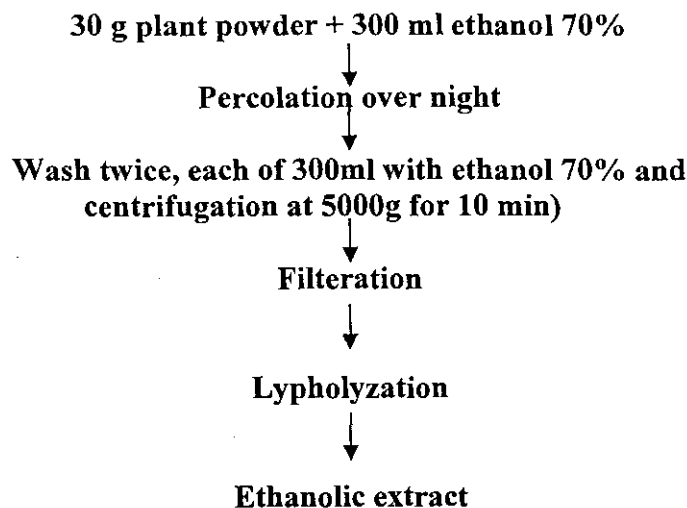 30 g plant powder + 300 ml ethanol 70%
Percolation over night
Wash twice, each of 300ml with ethanol 70% and
centrifugation at 5000g for 10 min)
Filteration
Lypholyzation
Ethanolic extract